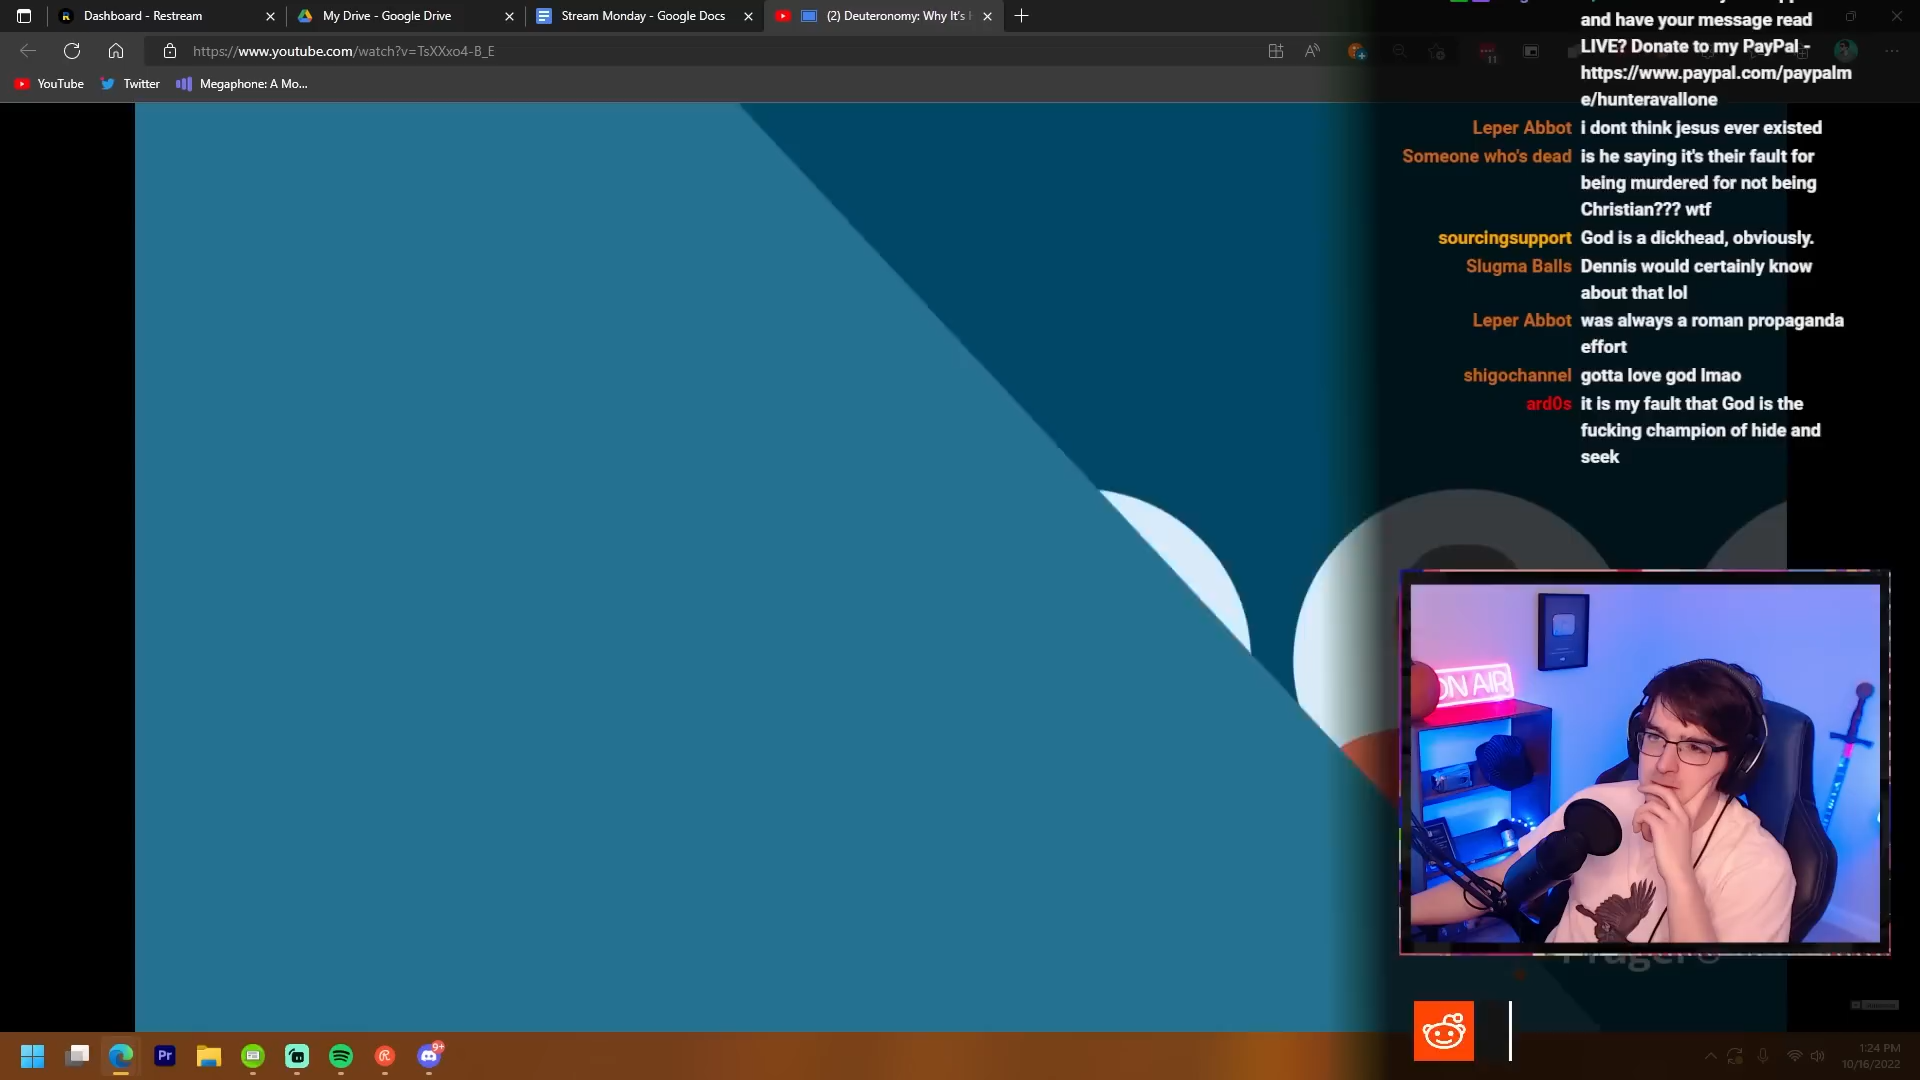 Dashboard - Restream
My Drive - Google Drive
Stream Monday - Google Docs
(2) Deuteronomy: Why It's
https://www.youtube.com/watch?v=TsXXxo4-B_E
11
YouTube
Twitter
Megaphone: A Mo...
and have your message read
LIVE? Donate to my PayPal -
https://www.paypal.com/paypalm
e/hunteravallone
Leper Abbot i dont think jesus ever existed
Someone who's dead is he saying it's their fault for
being murdered for not being
Christian??? wtf
sourcingsupport God is a dickhead, obviously.
Slugma Balls Dennis would certainly know
about that lol
Leper Abbot was always a roman propaganda
effort
shigochannel gotta love god lmao
ard0s it is my fault that God is the
fucking champion of hide and
seek
ON AIR
PragerU
Pr
9+
1:24 PM
10/16/2022